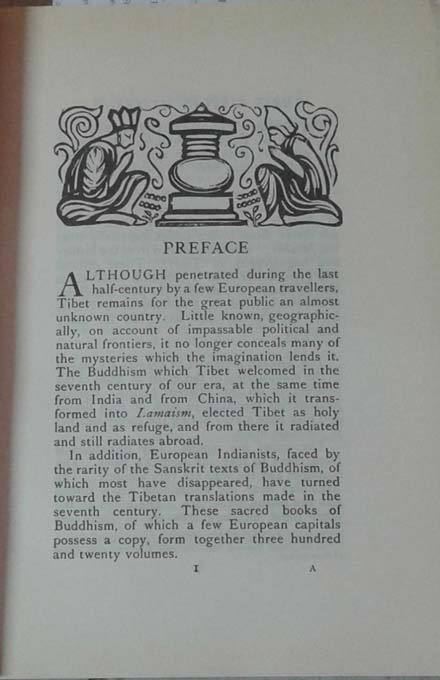 PREFACE
ALTHOUGH penetrated during the last
half-century by a few European travellers,
Tibet remains for the great public an almost
unknown country. Little known, geographic-
ally, on account of impassable political and
natural frontiers, it no longer conceals many of
the mysteries which the imagination lends it.
The Buddhism which Tibet welcomed in the
seventh century of our era, at the same time
from India and from China, which it trans-
formed into Lamaism, elected Tibet as holy
land and as refuge, and from there it radiated
and still radiates abroad.
In addition, European Indianists, faced by
the rarity of the Sanskrit texts of Buddhism, of
which most have disappeared, have turned
toward the Tibetan translations made in the
seventh century. These sacred books of
Buddhism, of which a few European capitals
possess a copy, form together three hundred
and twenty volumes.
I A